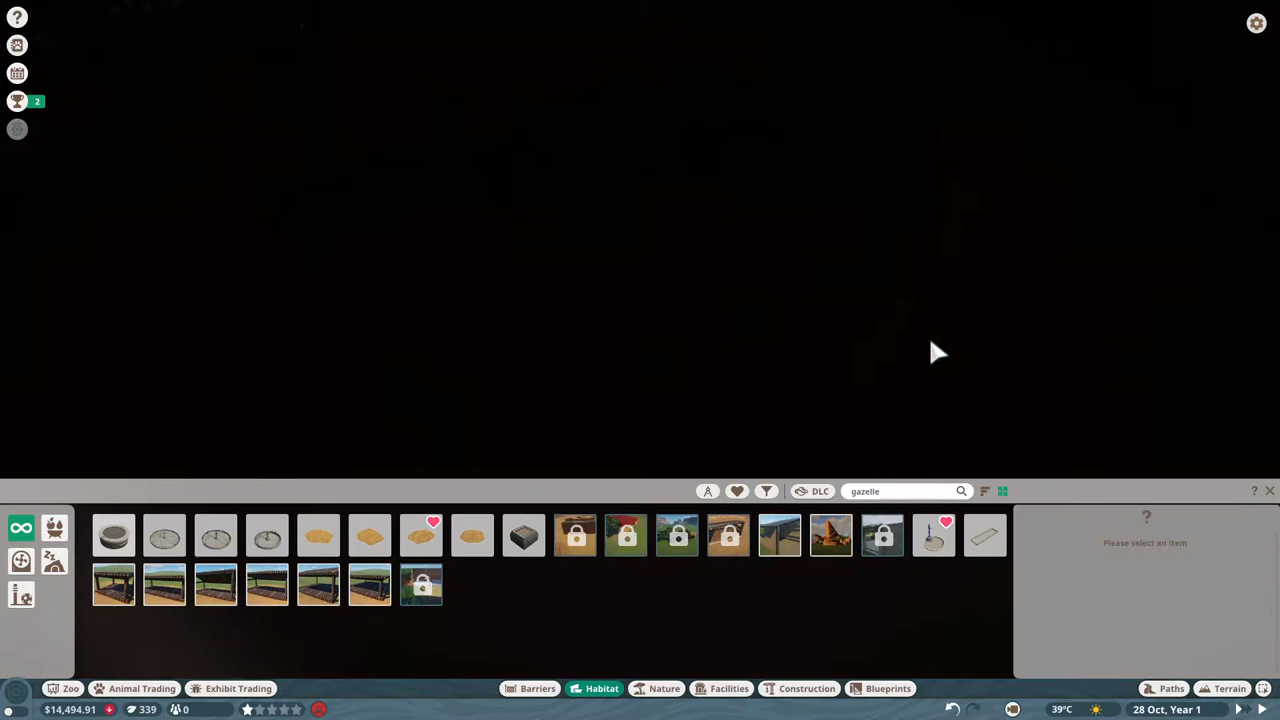 ?
2
DLC
gazelle
?
?
Please select an item
Zoo
Animal Trading
Exhibit Trading
Barriers
Habitat
Nature
Facilities
Construction
Blueprints
Paths
Terrain
$14,494.91
339
0
39°C
28 Oct, Year 1